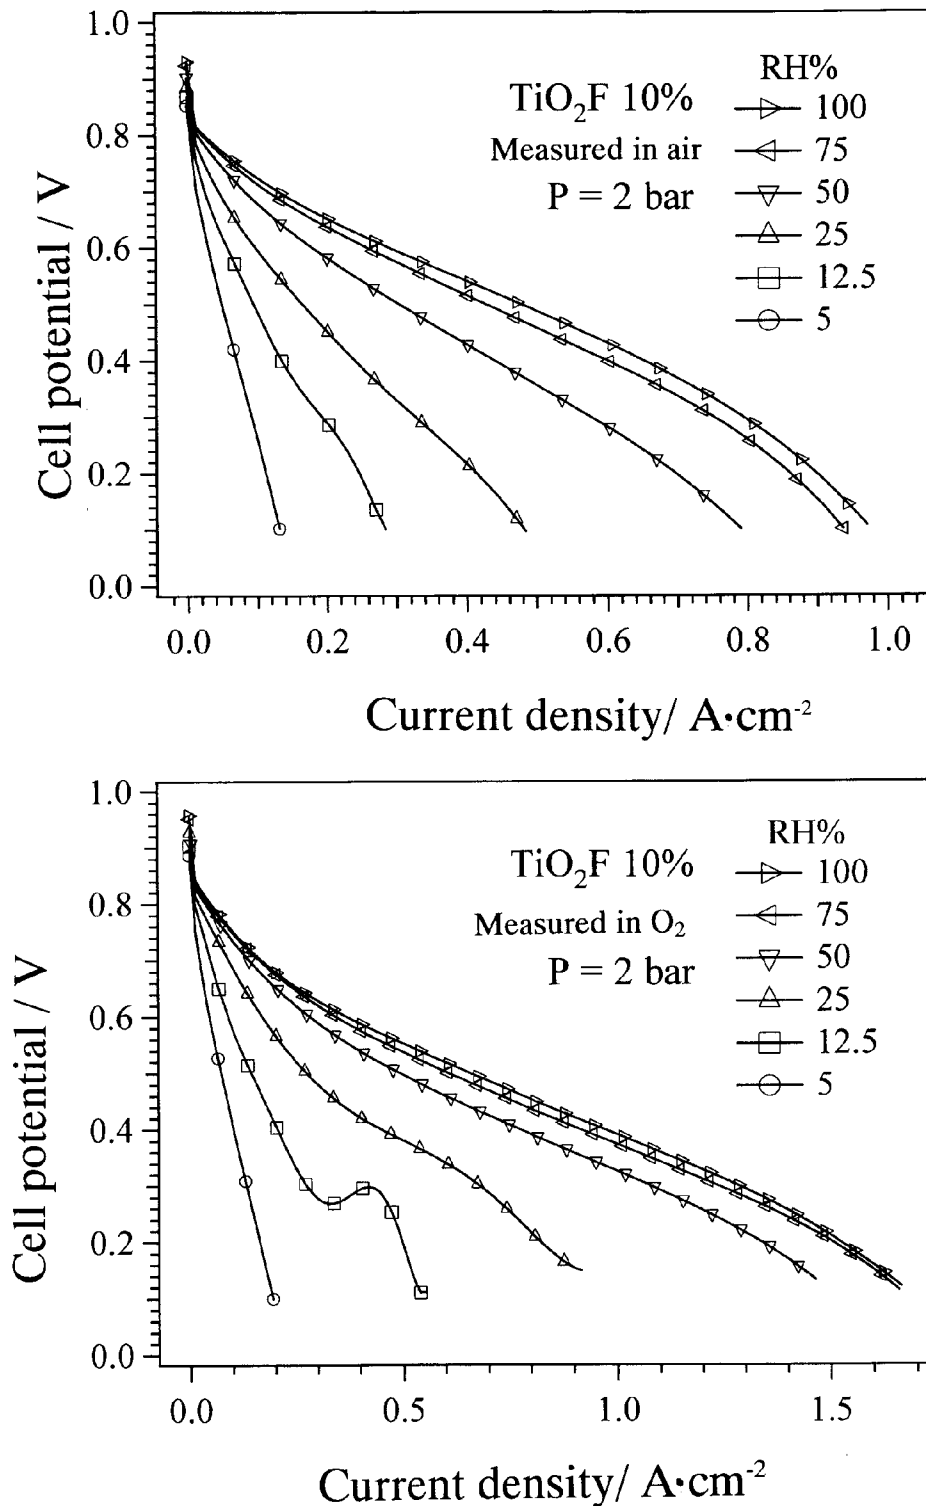 1.0
0.8
0.6
0.4
0.2
0.0
Cell potential / V
TiO₂F 10%
Measured in air
P = 2 bar
RH%
100
75
50
25
12.5
5
0.0 0.2 0.4 0.6 0.8 1.0
Current density/ A·cm⁻²
1.0
0.8
0.6
0.4
0.2
0.0
Cell potential / V
TiO₂F 10%
Measured in O₂
P = 2 bar
RH%
100
75
50
25
12.5
5
0.0 0.5 1.0 1.5
Current density/ A·cm⁻²